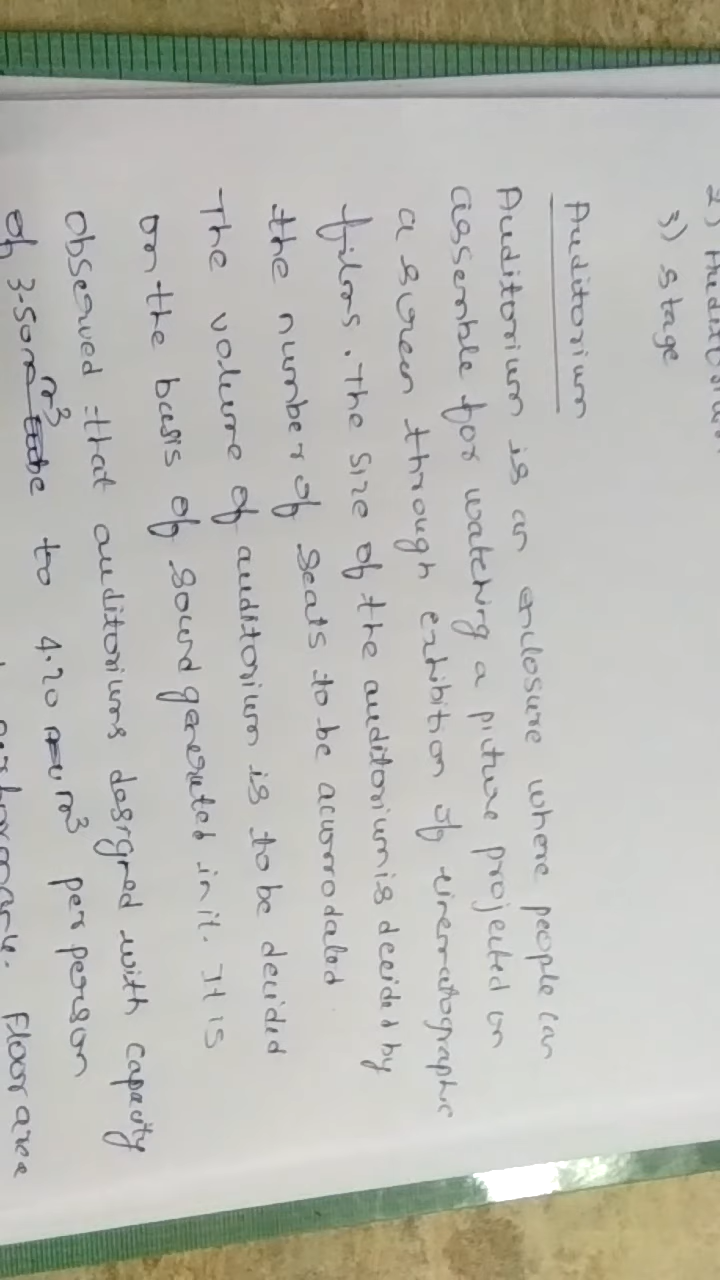 3) Stage
Auditorium
Auditorium is an enclosure where people can
assemble for watching a picture projected on
a screen through exhibition of cinematographic
films. The size of the auditorium is decided by
the number of seats to be accomodated
The volume of auditorium is to be decided
on the basis of sound generated in it. It is
observed that auditoriums designed with capacity
of 3.50 m³ to 4.20 m³ per person
Floor area